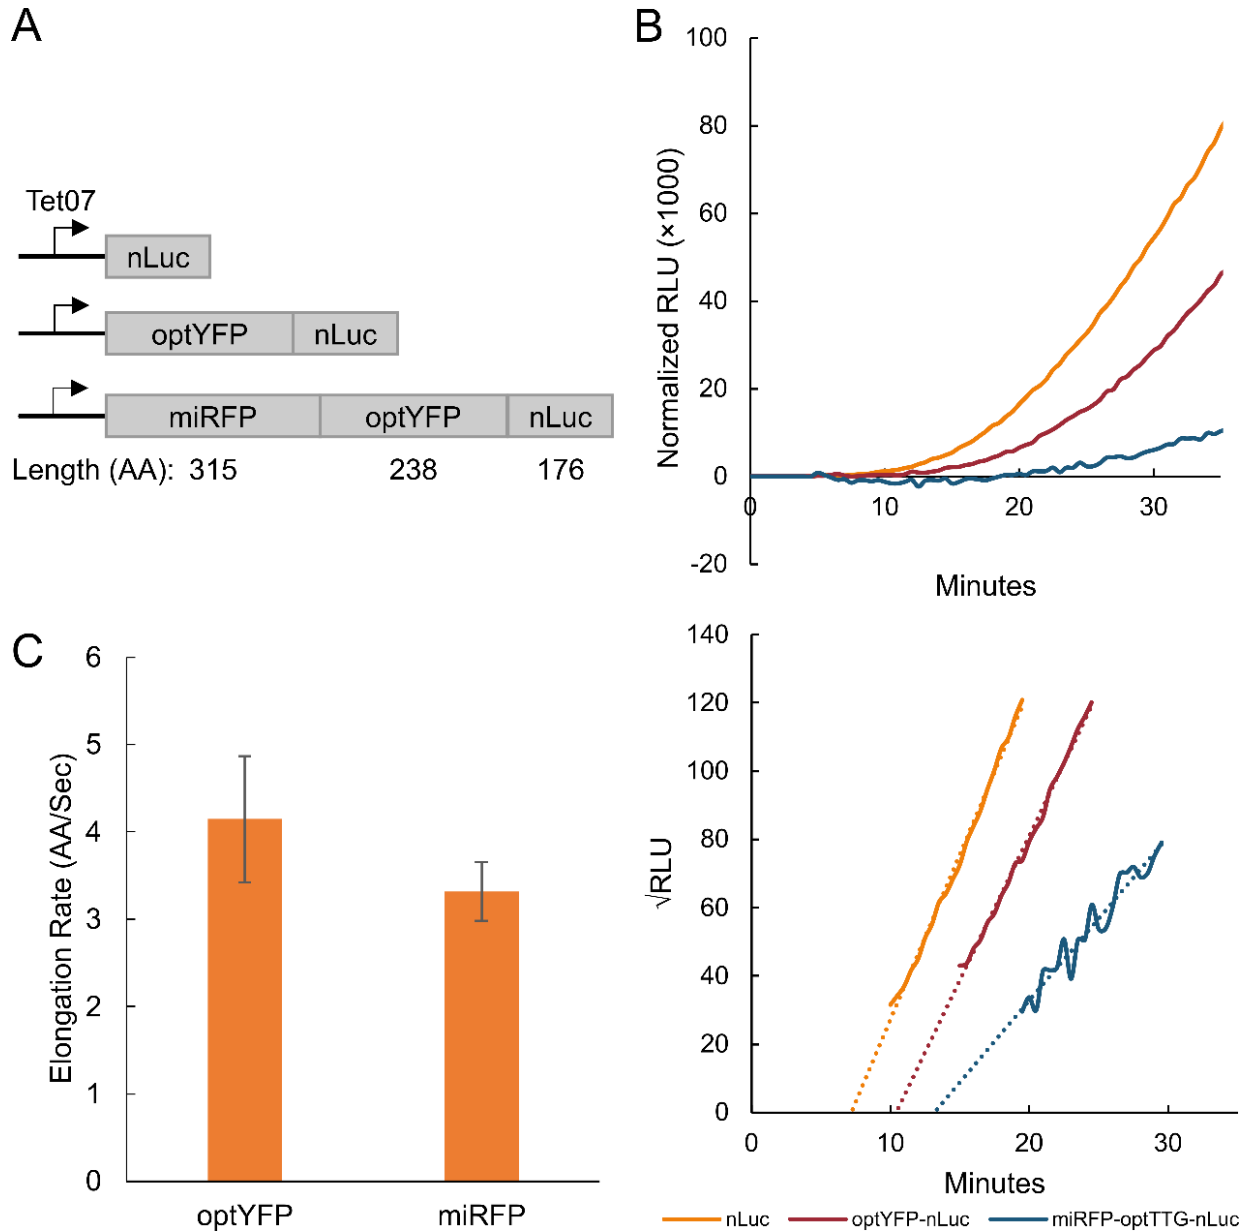 A
Tet07
nLuc
optYFP nLuc
miRFP optYFP nLuc
Length (AA): 315 238 176
B
Normalized RLU (×1000)
100
80
60
40
20
0
-20
0 10 20 30
Minutes
C
Elongation Rate (AA/Sec)
6
5
4
3
2
1
0
optYFP miRFP
√RLU
140
120
100
80
60
40
20
0
0 10 20 30
Minutes
nLuc optYFP-nLuc miRFP-optTTG-nLuc